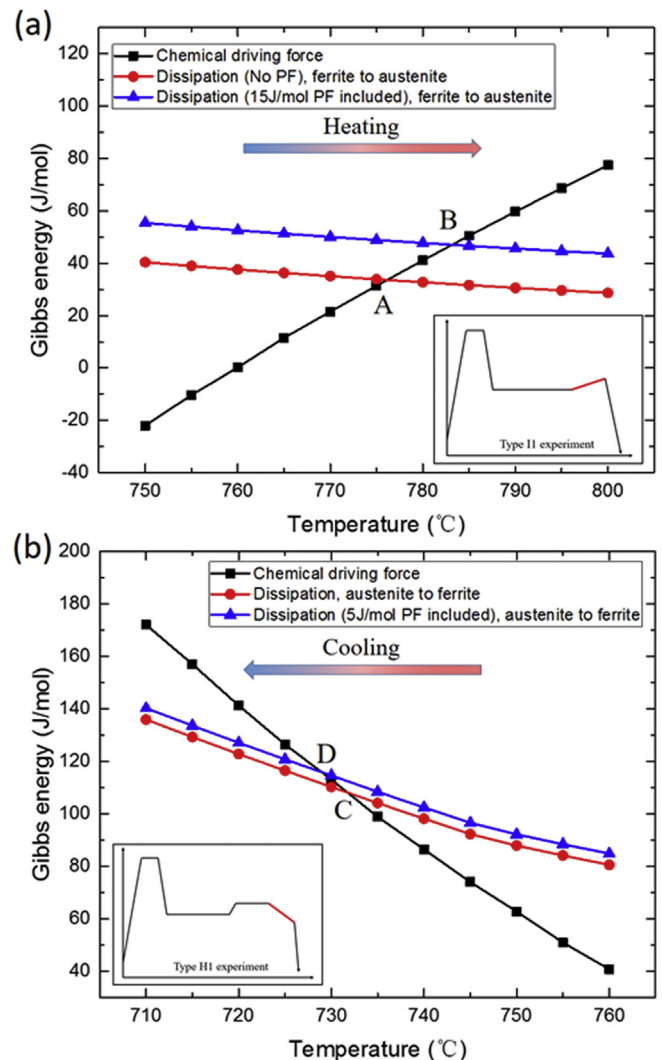 (a)
120
100
80
60
40
20
0
-20
-40
Gibbs energy (J/mol)
Chemical driving force
Dissipation (No PF), ferrite to austenite
Dissipation (15J/mol PF included), ferrite to austenite
Heating
B
A
Type I1 experiment
750 760 770 780 790 800
Temperature (℃)
(b)
200
180
160
140
120
100
80
60
40
Gibbs energy (J/mol)
Chemical driving force
Dissipation, austenite to ferrite
Dissipation (5J/mol PF included), austenite to ferrite
Cooling
D
C
Type H1 experiment
710 720 730 740 750 760
Temperature (℃)